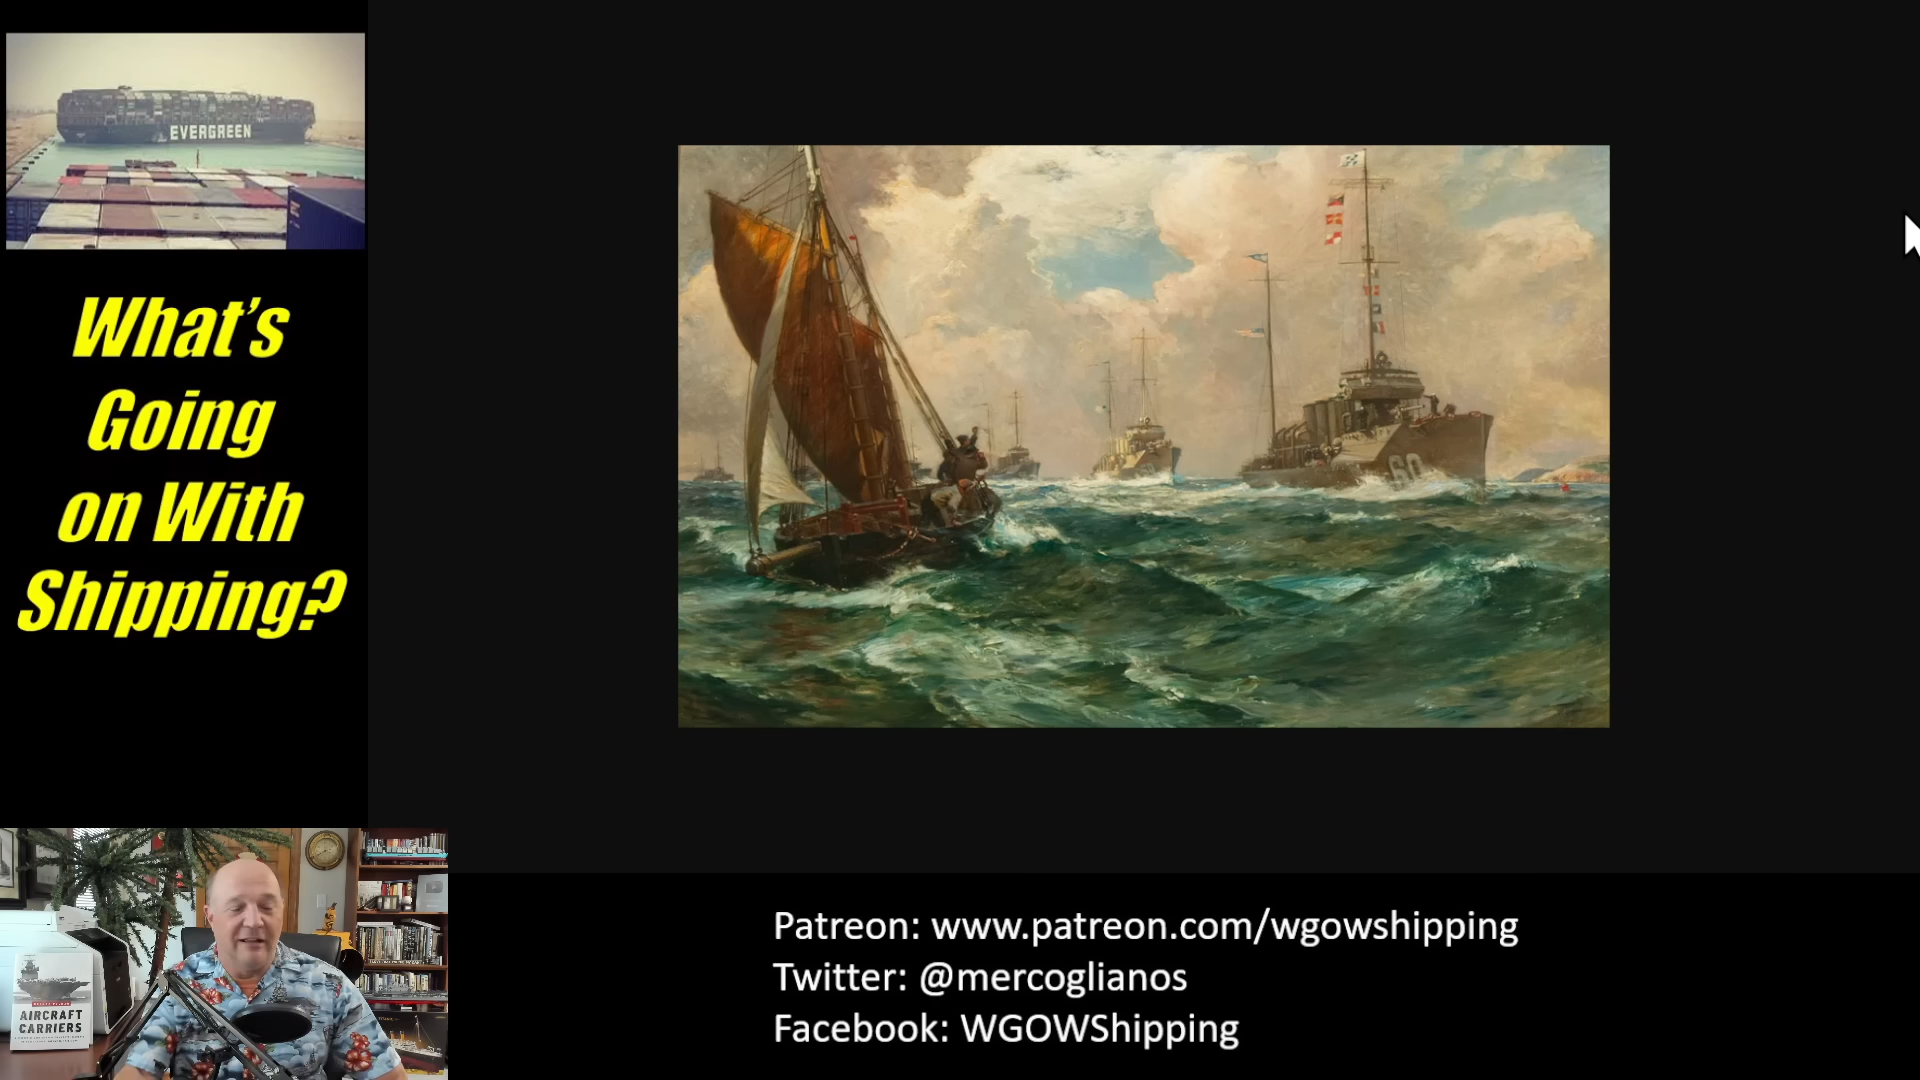 EVERGREEN
What's
Going
on With
Shipping?
60
AIRCRAFT
CARRIERS
Patreon: www.patreon.com/wgowshipping
Twitter: @mercoglianos
Facebook: WGOWShipping